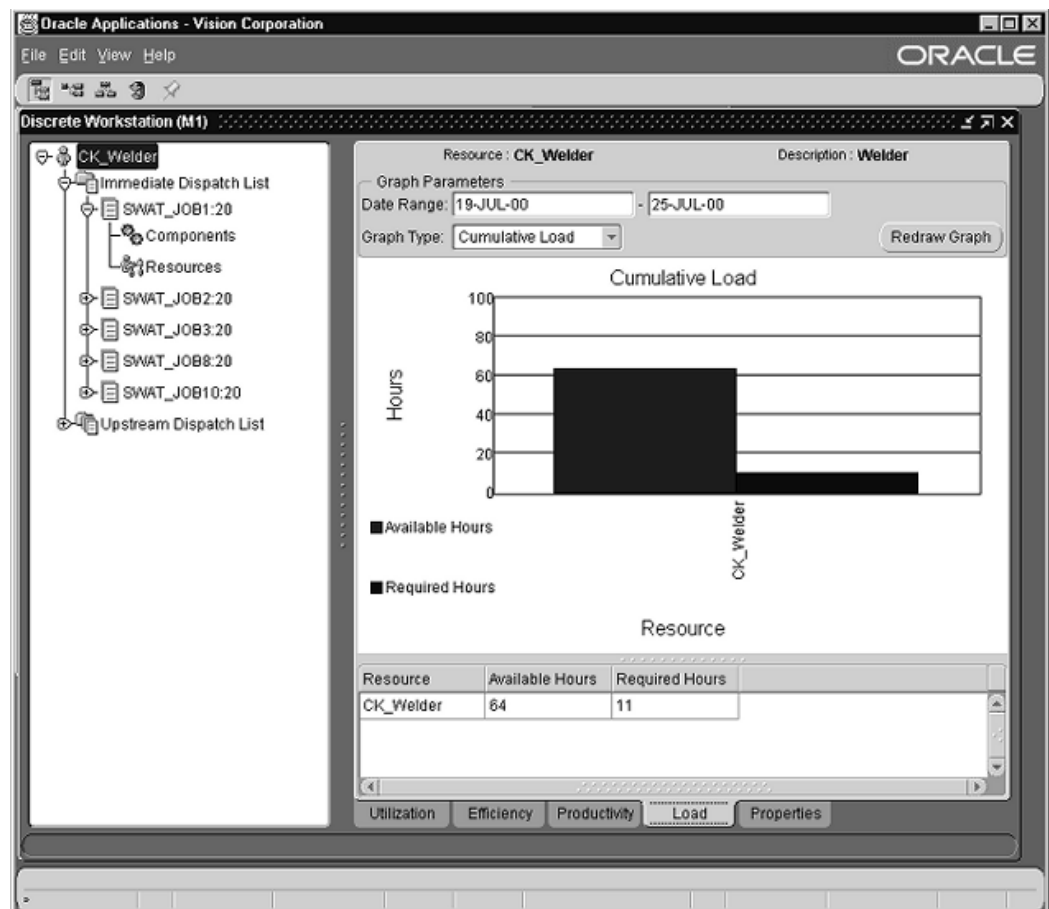 Oracle Applications - Vision Corporation
File Edit View Help
ORACLE
Discrete Workstation (M1)
CK_Welder
Immediate Dispatch List
SWAT_JOB1:20
Components
Resources
SWAT_JOB2:20
SWAT_JOB3:20
SWAT_JOB8:20
SWAT_JOB10:20
Upstream Dispatch List
Resource : CK_Welder Description : Welder
Graph Parameters
Date Range: 19-JUL-00 - 25-JUL-00
Graph Type: Cumulative Load Redraw Graph
Cumulative Load
100
80
60
40
20
0
Hours
CK_Welder
Available Hours
Required Hours
Resource
Resource Available Hours Required Hours
CK_Welder 64 11
Utilization Efficiency Productivity Load Properties